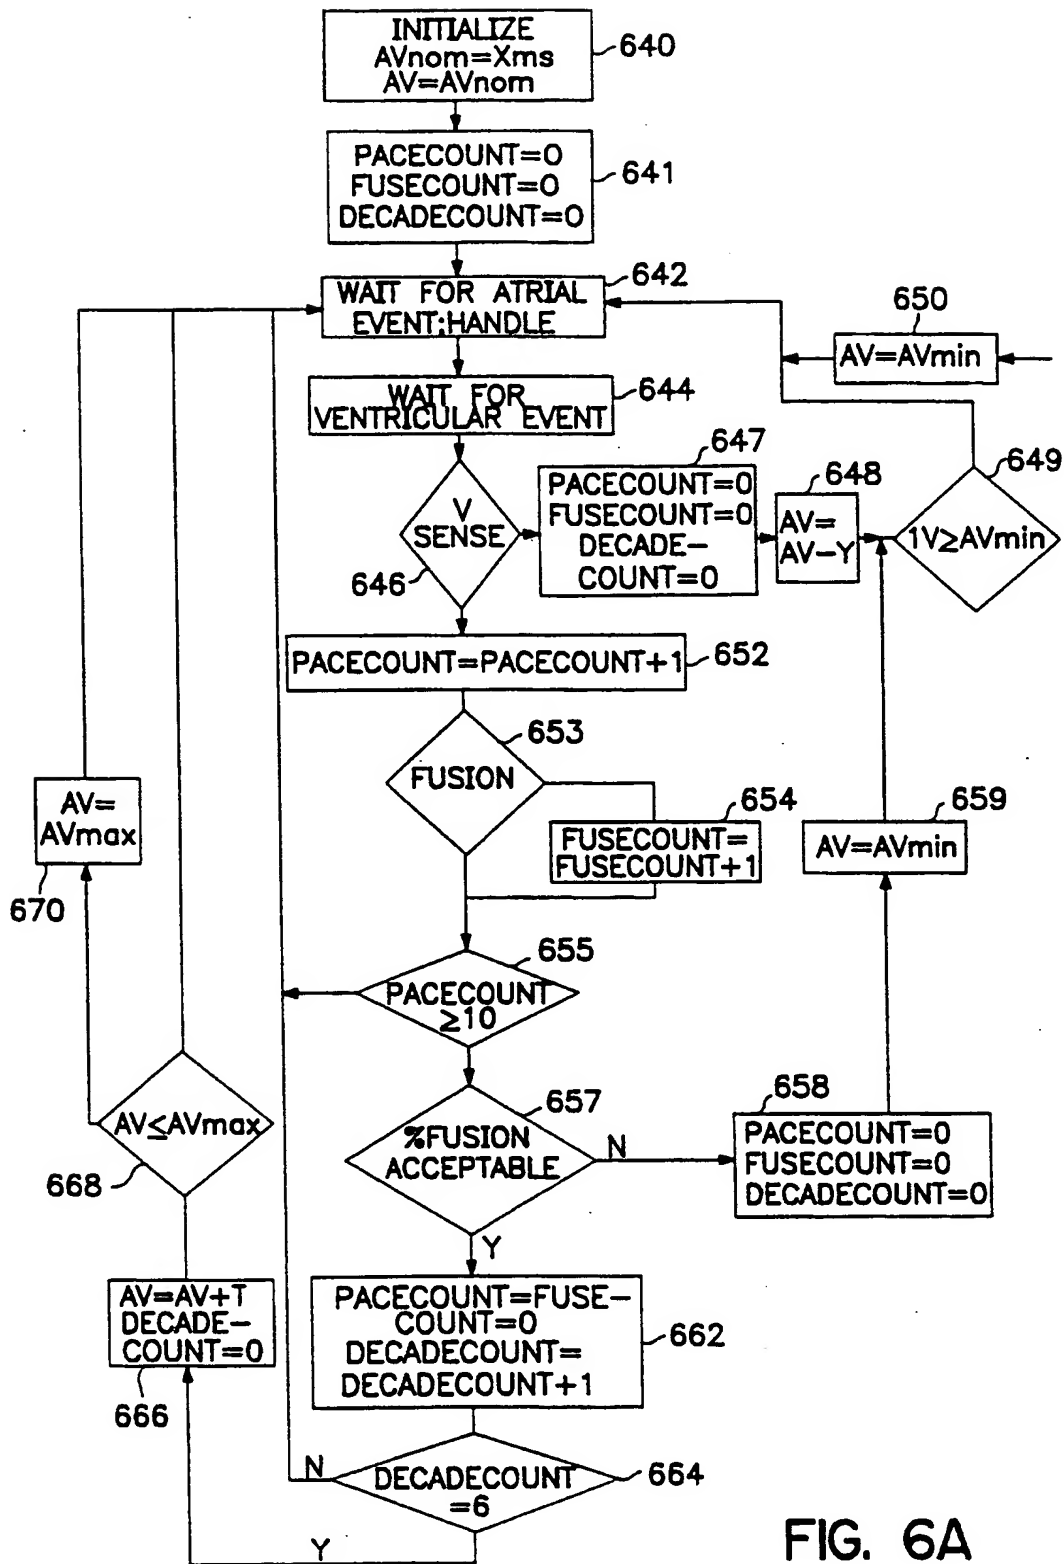 INITIALIZE
AVnom=Xms
AV=AVnom
640
PACECOUNT=0
FUSECOUNT=0
DECADECOUNT=0
641
642
WAIT FOR ATRIAL
EVENT:HANDLE
650
AV=AVmin
WAIT FOR
VENTRICULAR EVENT
644
V
SENSE
646
647
PACECOUNT=0
FUSECOUNT=0
DECADE-
COUNT=0
648
AV=
AV-Y
649
1V≥AVmin
PACECOUNT=PACECOUNT+1
652
653
FUSION
654
FUSECOUNT=
FUSECOUNT+1
659
AV=AVmin
AV=
AVmax
670
655
PACECOUNT
≥10
657
%FUSION
ACCEPTABLE
N
Y
658
PACECOUNT=0
FUSECOUNT=0
DECADECOUNT=0
AV≤AVmax
668
AV=AV+T
DECADE-
COUNT=0
666
PACECOUNT=FUSE-
COUNT=0
DECADECOUNT=
DECADECOUNT+1
662
N
DECADECOUNT
=6
664
Y
FIG. 6A